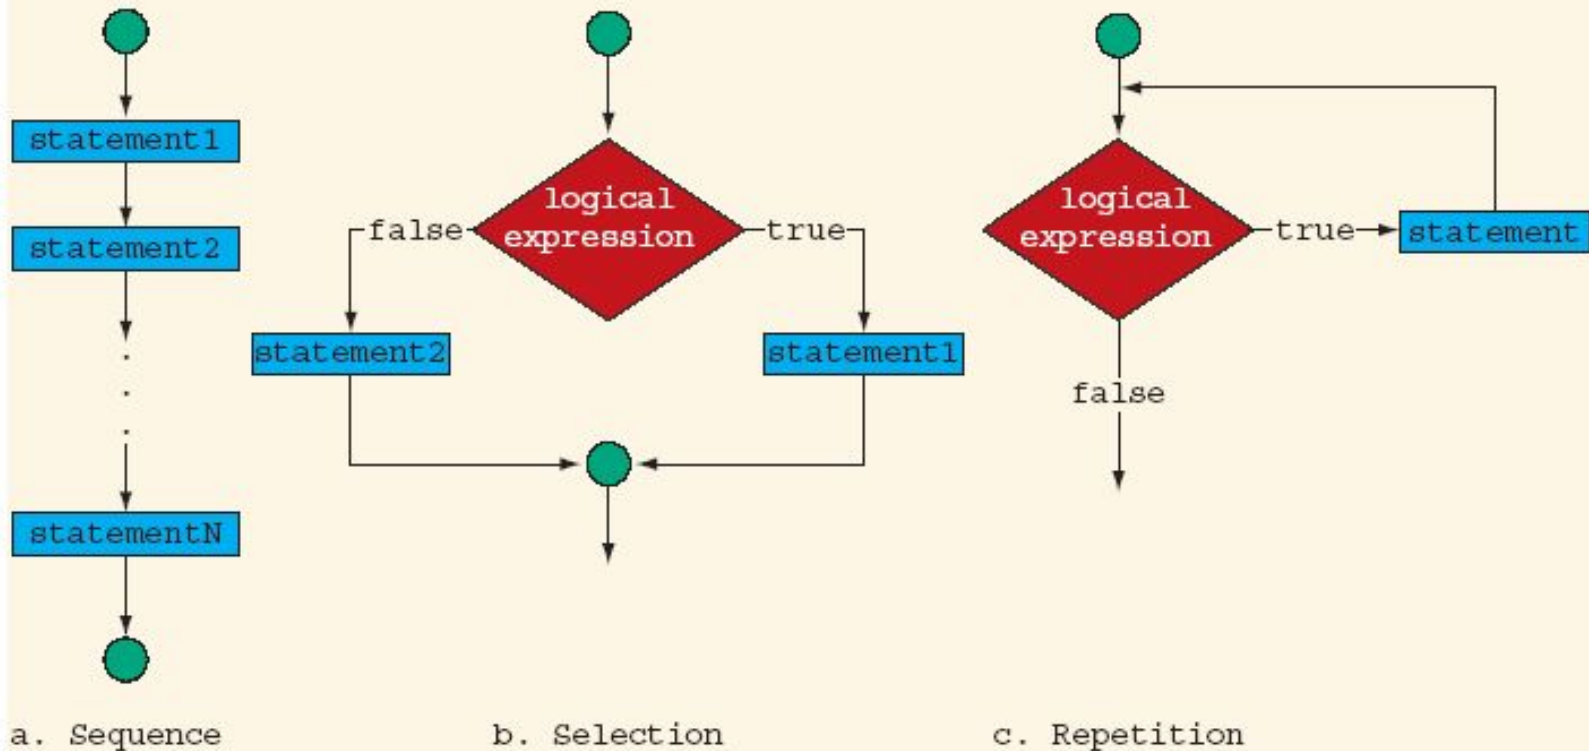 statement1
statement2
.
.
.
statementN
a. Sequence
logical
expression
false
true
statement2
statement1
b. Selection
logical
expression
true
statement
false
c. Repetition